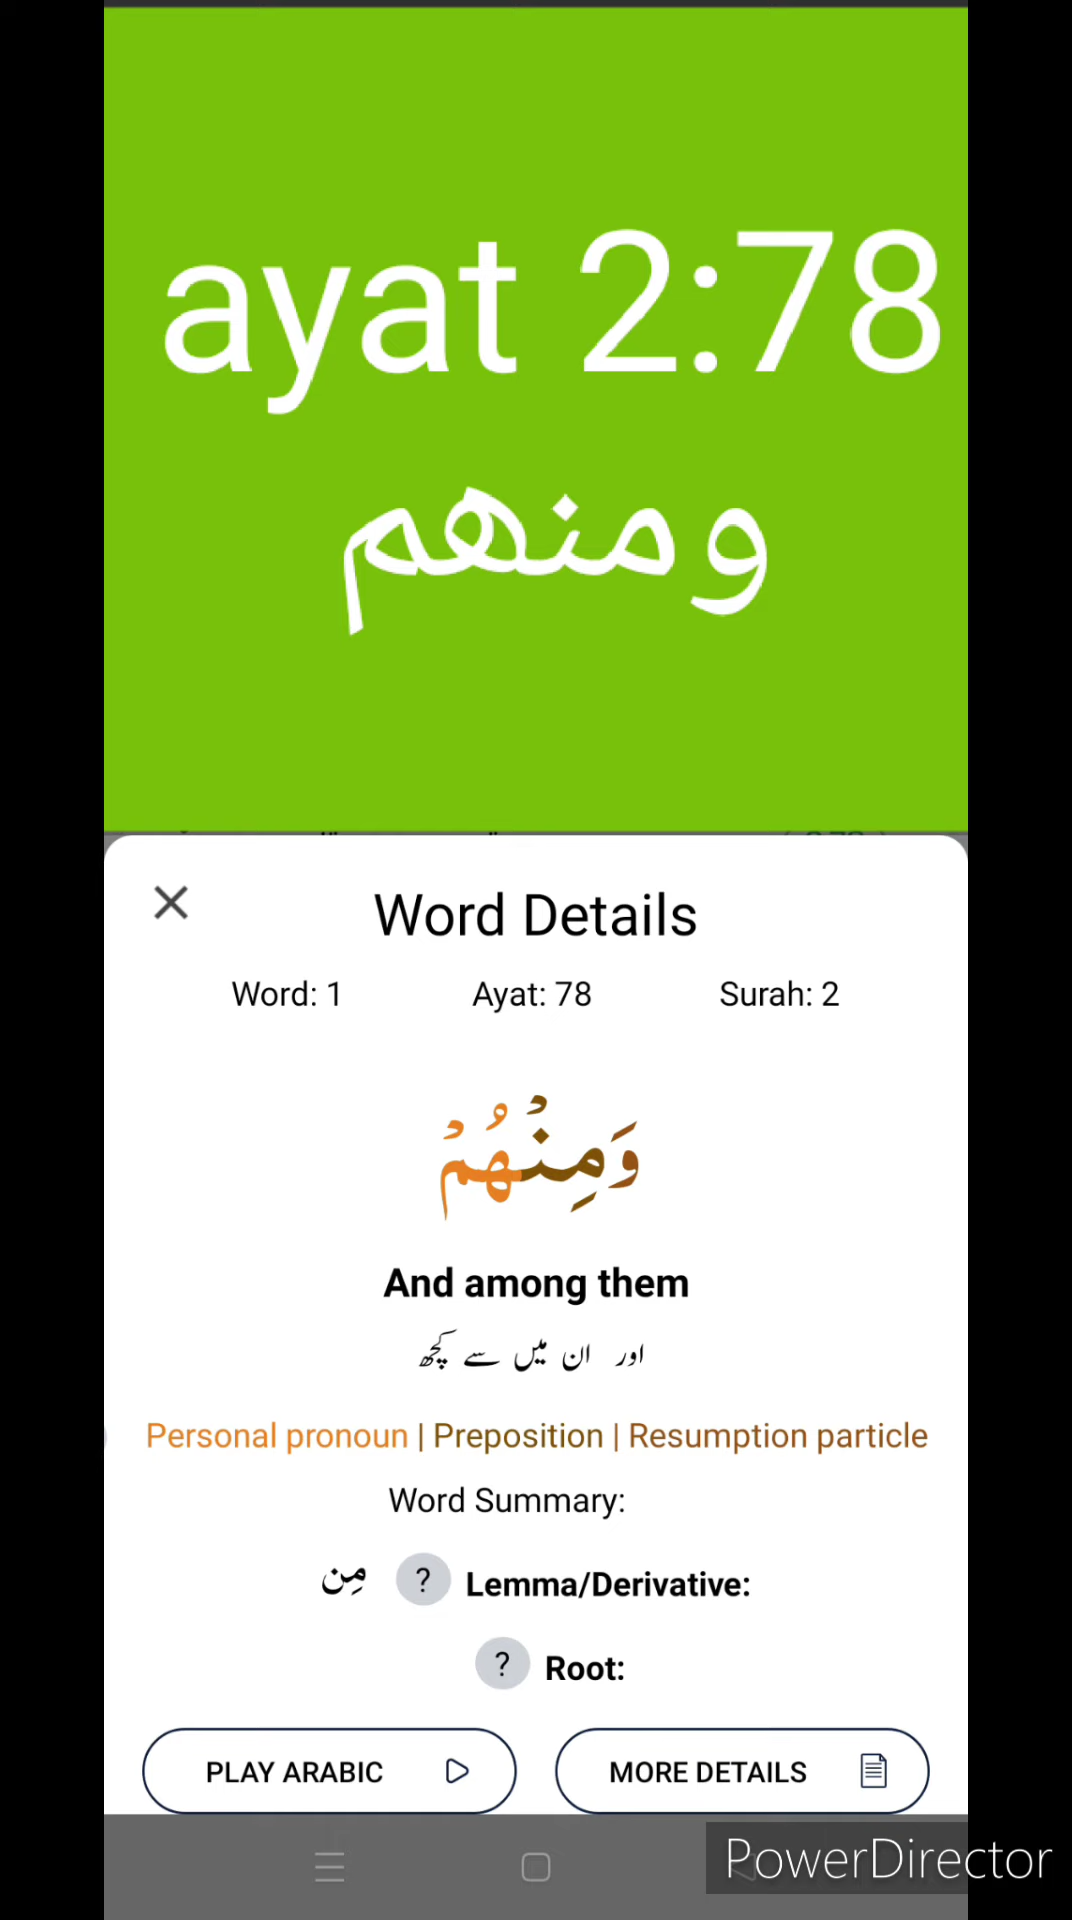 ayat 2:78
ومنهم
Word Details
Word: 1 Ayat: 78 Surah: 2
وَمِنْهُمْ
And among them
اور ان میں سے کچھ
Personal pronoun | Preposition | Resumption particle
Word Summary:
مِن ? Lemma/Derivative:
? Root:
PLAY ARABIC MORE DETAILS
PowerDirector